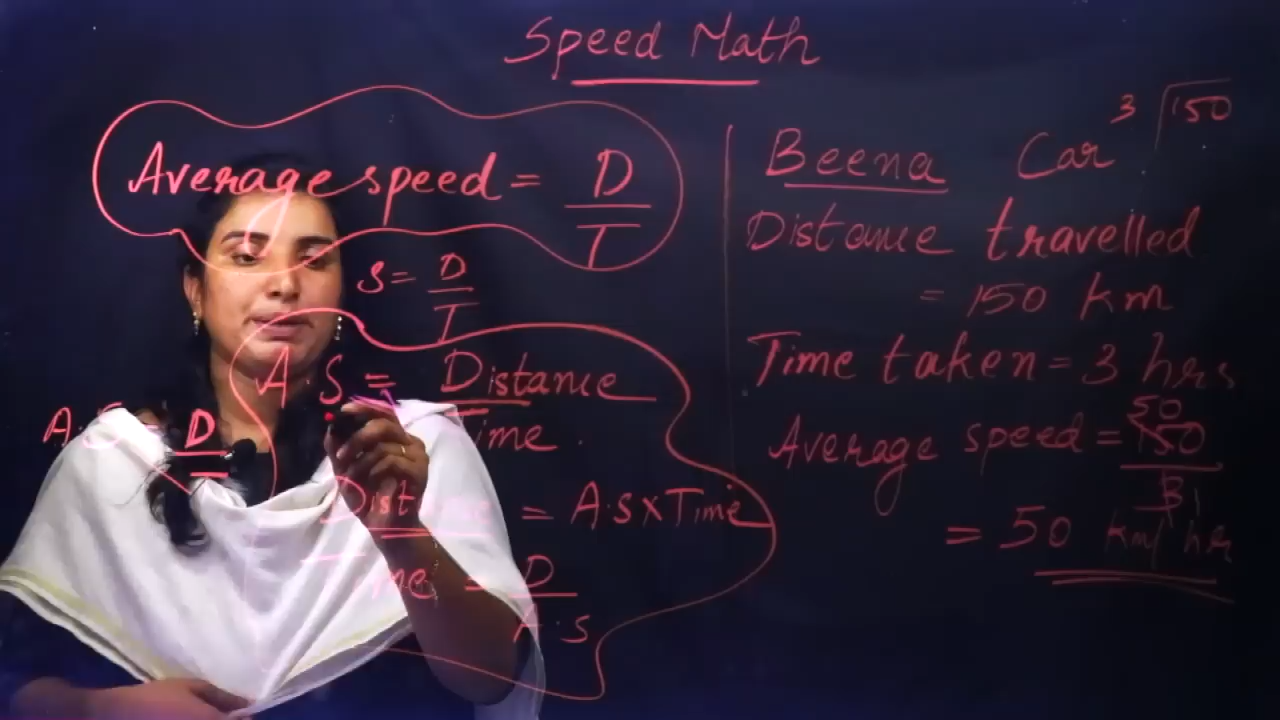 Speed Math
Average speed = D
T
S = D
T
A.S = Distance
Time.
A.S = D
Distance = A.S x Time
Time = D
A.S
Beena Car 3 150
Distance travelled
= 150 km
Time taken = 3 hrs
50
Average speed = 150
3 1
= 50 km/hr